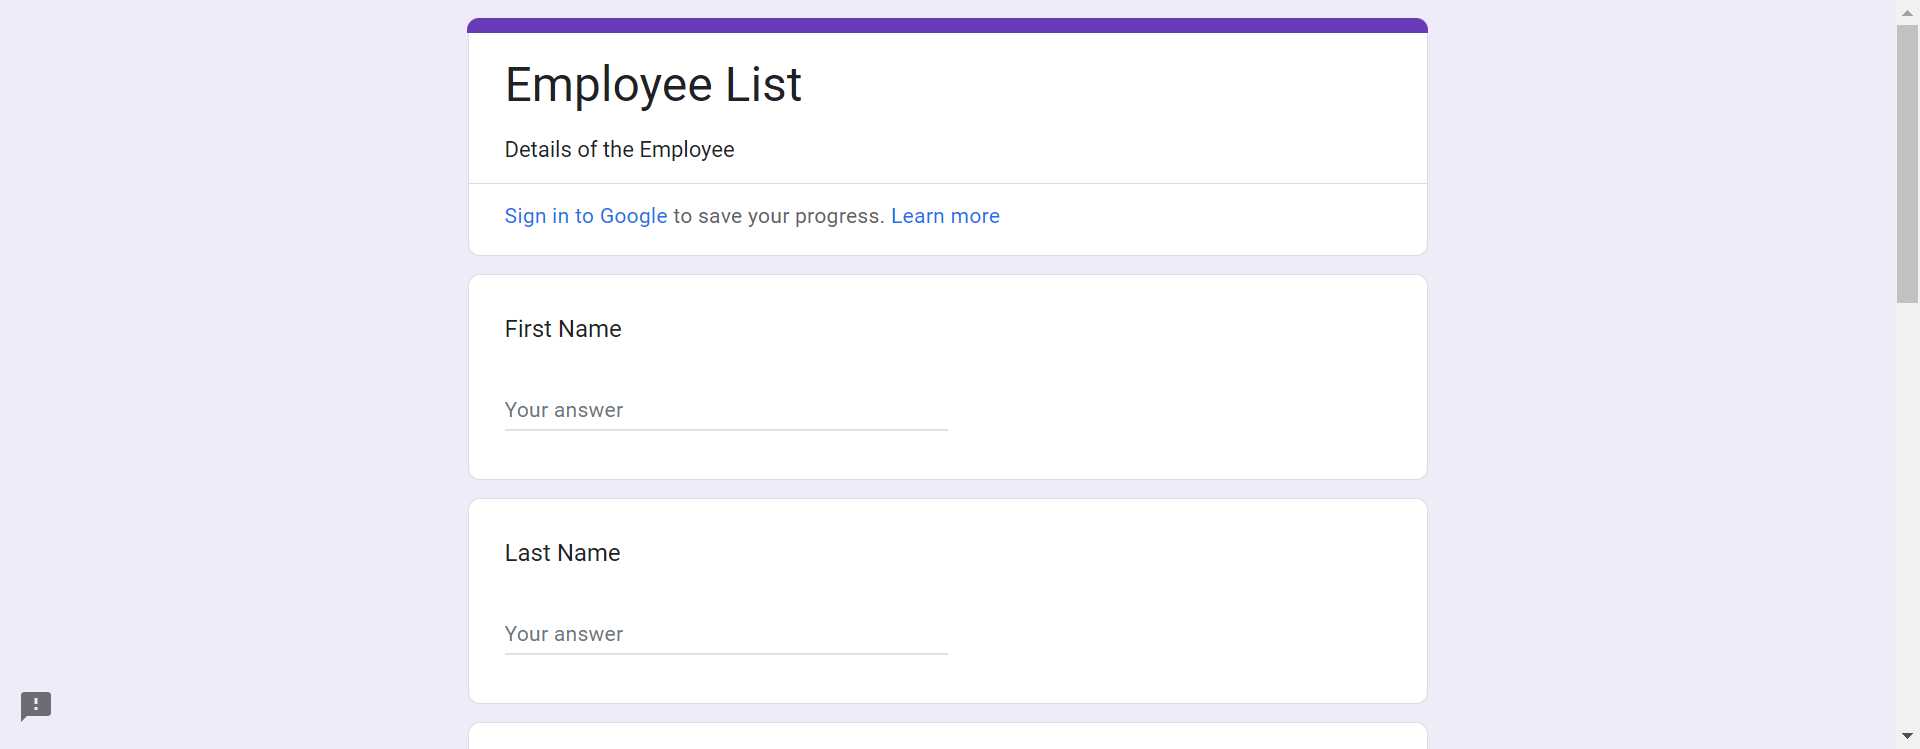 Employee List
Details of the Employee
Sign in to Google to save your progress. Learn more
First Name
Your answer
Last Name
Your answer